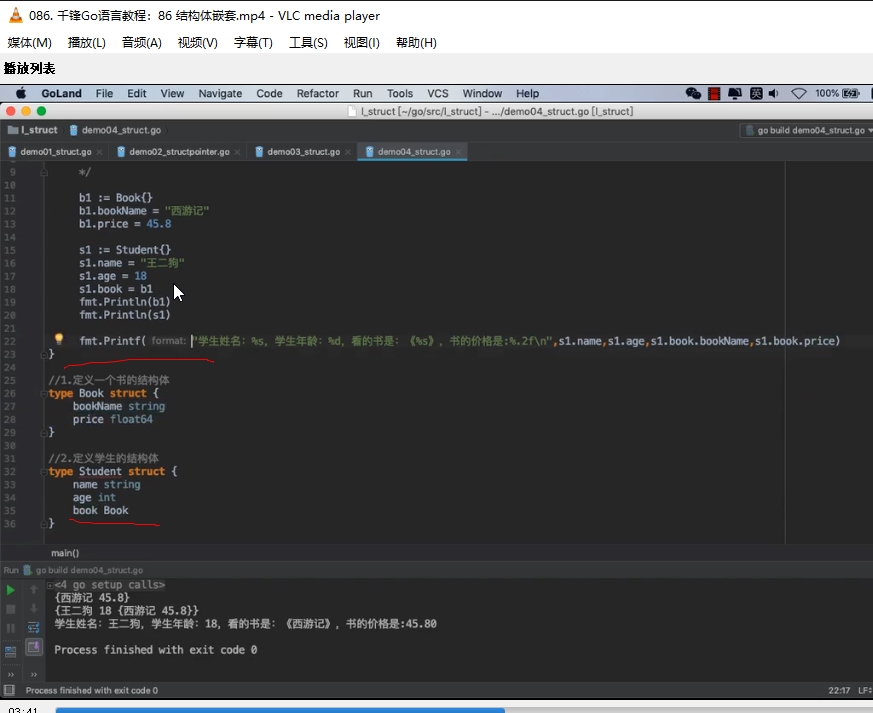 086. 千锋Go语言教程：86 结构体嵌套.mp4 - VLC media player
媒体(M) 播放(L) 音频(A) 视频(V) 字幕(T) 工具(S) 视图(I) 帮助(H)
播放列表
GoLand File Edit View Navigate Code Refactor Run Tools VCS Window Help 英 100%
l_struct [~/go/src/l_struct] - .../demo04_struct.go [l_struct]
l_struct demo04_struct.go go build demo04_struct.go
demo01_struct.go demo02_structpointer.go demo03_struct.go demo04_struct.go
9 */
10
11 b1 := Book{}
12 b1.bookName = "西游记"
13 b1.price = 45.8
14
15 s1 := Student{}
16 s1.name = "王二狗"
17 s1.age = 18
18 s1.book = b1
19 fmt.Println(b1)
20 fmt.Println(s1)
21
22 fmt.Printf( format: "学生姓名：%s，学生年龄：%d，看的书是：《%s》，书的价格是:%.2f\n",s1.name,s1.age,s1.book.bookName,s1.book.price)
23 }
24
25 //1.定义一个书的结构体
26 type Book struct {
27 bookName string
28 price float64
29 }
30
31 //2.定义学生的结构体
32 type Student struct {
33 name string
34 age int
35 book Book
36 }
main()
Run go build demo04_struct.go
<4 go setup calls>
{西游记 45.8}
{王二狗 18 {西游记 45.8}}
学生姓名：王二狗，学生年龄：18，看的书是：《西游记》，书的价格是:45.80
Process finished with exit code 0
Process finished with exit code 0 22:17 LF
03:41